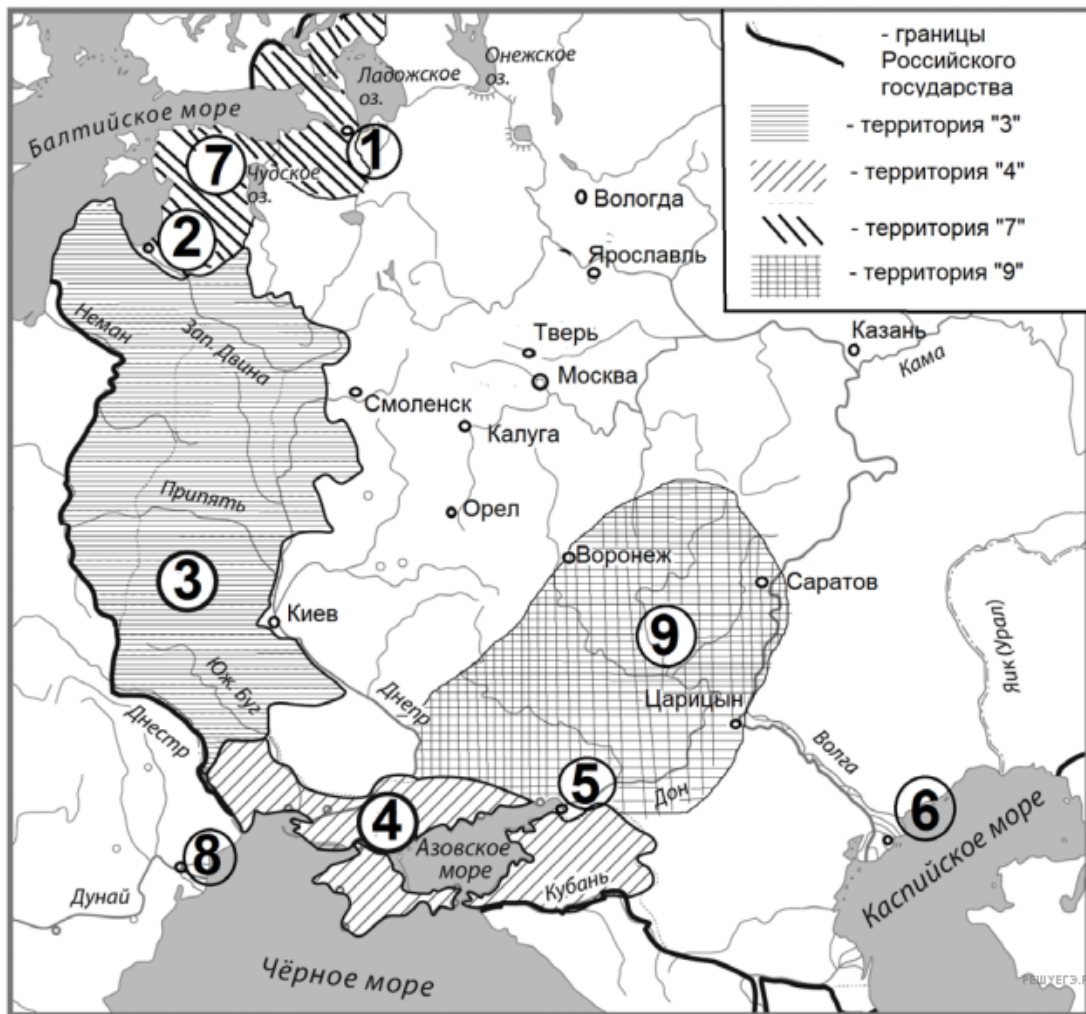 - границы
Российского
государства
- территория "3"
- территория "4"
- территория "7"
- территория "9"
Онежское
оз.
Ладожское
оз.
Балтийское море
1
7
Чудское
оз.
2
Вологда
Ярославль
Неман
Зап. Двина
Тверь
Москва
Казань
Кама
Смоленск
Калуга
Припять
Орел
Воронеж
3
Саратов
Киев
9
Яик (Урал)
Юж. Буг
Днепр
Царицын
Днестр
Волга
5
Дон
6
4
Азовское
море
8
Кубань
Дунай
Каспийское море
Чёрное море